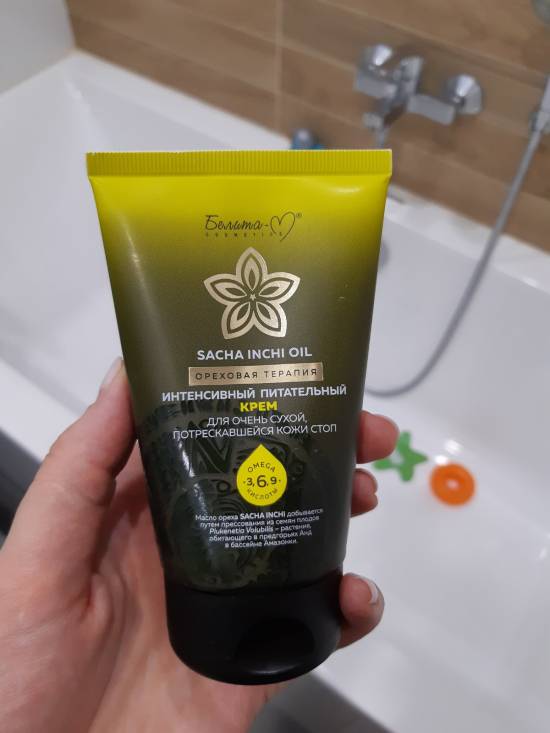 Белита-М®
COSMETICS
SACHA INCHI OIL
ОРЕХОВАЯ ТЕРАПИЯ
ИНТЕНСИВНЫЙ ПИТАТЕЛЬНЫЙ
КРЕМ
ДЛЯ ОЧЕНЬ СУХОЙ,
ПОТРЕСКАВШЕЙСЯ КОЖИ СТОП
OMEGA
3,6,9
КИСЛОТЫ
Масло ореха SACHA INCHI добывается
путем прессования из семян плодов
Plukenetia Volubilis – растения,
обитающего в предгорьях Анд
в бассейне Амазонки.